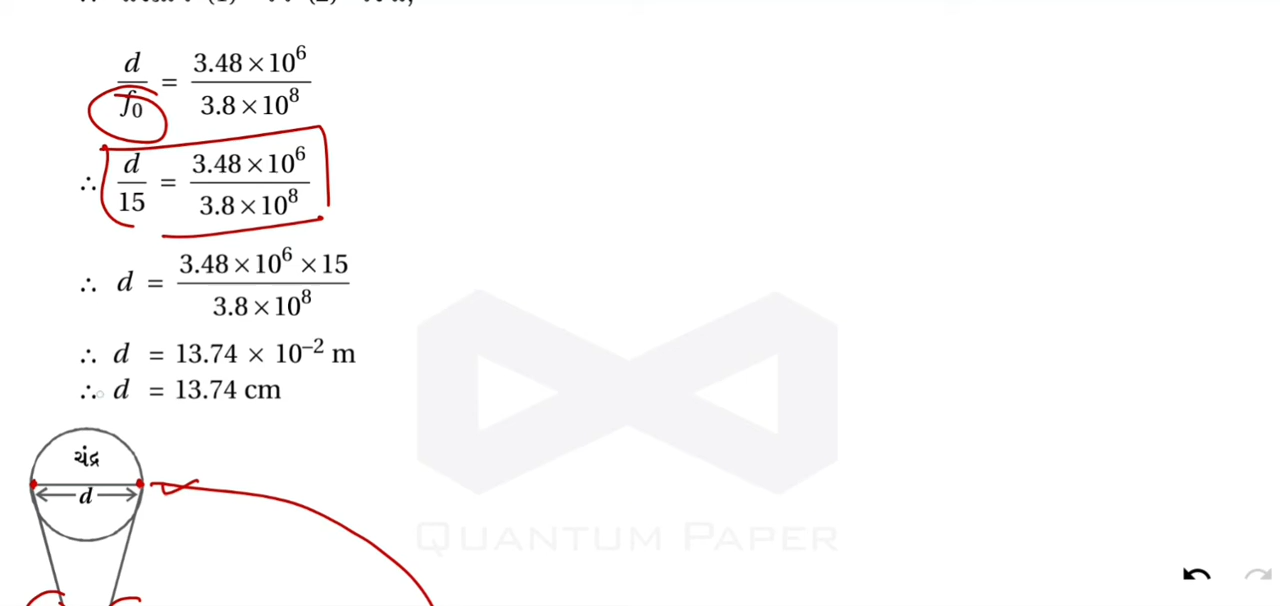 d/f₀ = 3.48×10⁶/3.8×10⁸
∴ d/15 = 3.48×10⁶/3.8×10⁸
∴ d = 3.48×10⁶×15/3.8×10⁸
∴ d = 13.74 × 10⁻² m
∴ d = 13.74 cm
ચંદ્ર
d
QUANTUM PAPER